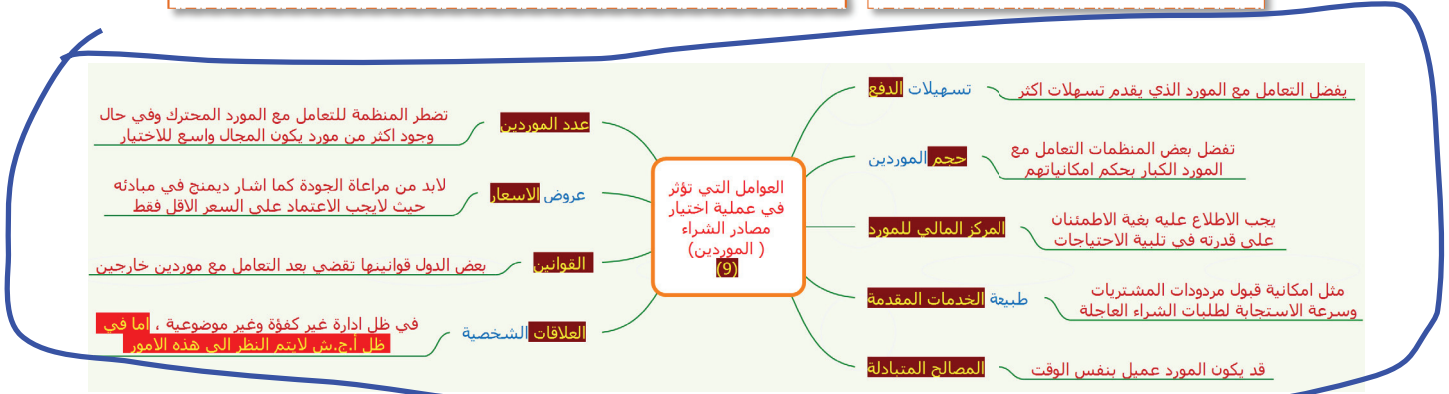 العوامل التي تؤثر
في عملية اختيار
مصادر الشراء
( الموردين)
(9)
تسهيلات الدفع
يفضل التعامل مع المورد الذي يقدم تسهلات اكثر
حجم الموردين
تفضل بعض المنظمات التعامل مع
المورد الكبار بحكم امكانياتهم
المركز المالي للمورد
يجب الاطلاع عليه بغية الاطمئنان
على قدرته في تلبية الاحتياجات
طبيعة الخدمات المقدمة
مثل امكانية قبول مردودات المشتريات
وسرعة الاستجابة لطلبات الشراء العاجلة
المصالح المتبادلة
قد يكون المورد عميل بنفس الوقت
عدد الموردين
تضطر المنظمة للتعامل مع المورد المحترك وفي حال
وجود اكثر من مورد يكون المجال واسع للاختيار
عروض الاسعار
لابد من مراعاة الجودة كما اشار ديمنج في مبادئه
حيث لايجب الاعتماد على السعر الاقل فقط
القوانين
بعض الدول قوانينها تقضي بعد التعامل مع موردين خارجين
العلاقات الشخصية
في ظل ادارة غير كفؤة وغير موضوعية ، اما في
ظل أ.ج.ش لايتم النظر الى هذه الامور